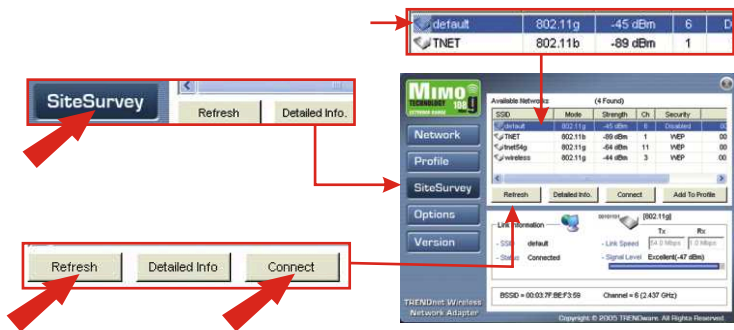 default 802.11g -45 dBm 6 D
TNET 802.11b -89 dBm 1
SiteSurvey
Refresh Detailed Info.
Refresh Detailed Info Connect
MIMO g
TECHNOLOGY 108
EXTREME RANGE
Network
Profile
SiteSurvey
Options
Version
TRENDnet Wireless
Network Adapter
Available Networks (4 Found)
SSID Mode Strength Ch Security
default 802.11g -45 dBm 6 Disabled 00
TNET 802.11b -89 dBm 1 WEP 00
tnet54g 802.11g -64 dBm 11 WEP 00
wireless 802.11g -44 dBm 3 WEP 00
Refresh Detailed Info. Connect Add To Profile
Link Information [802.11g]
Tx Rx
- SSID default - Link Speed 54.0 Mbps 1.0 Mbps
- Status Connected - Signal Level Excellent(-47 dBm)
BSSID = 00:03:7F:BE:F3:59 Channel = 6 (2.437 GHz)
Copyright © 2005 TRENDware. All Rights Reserved.